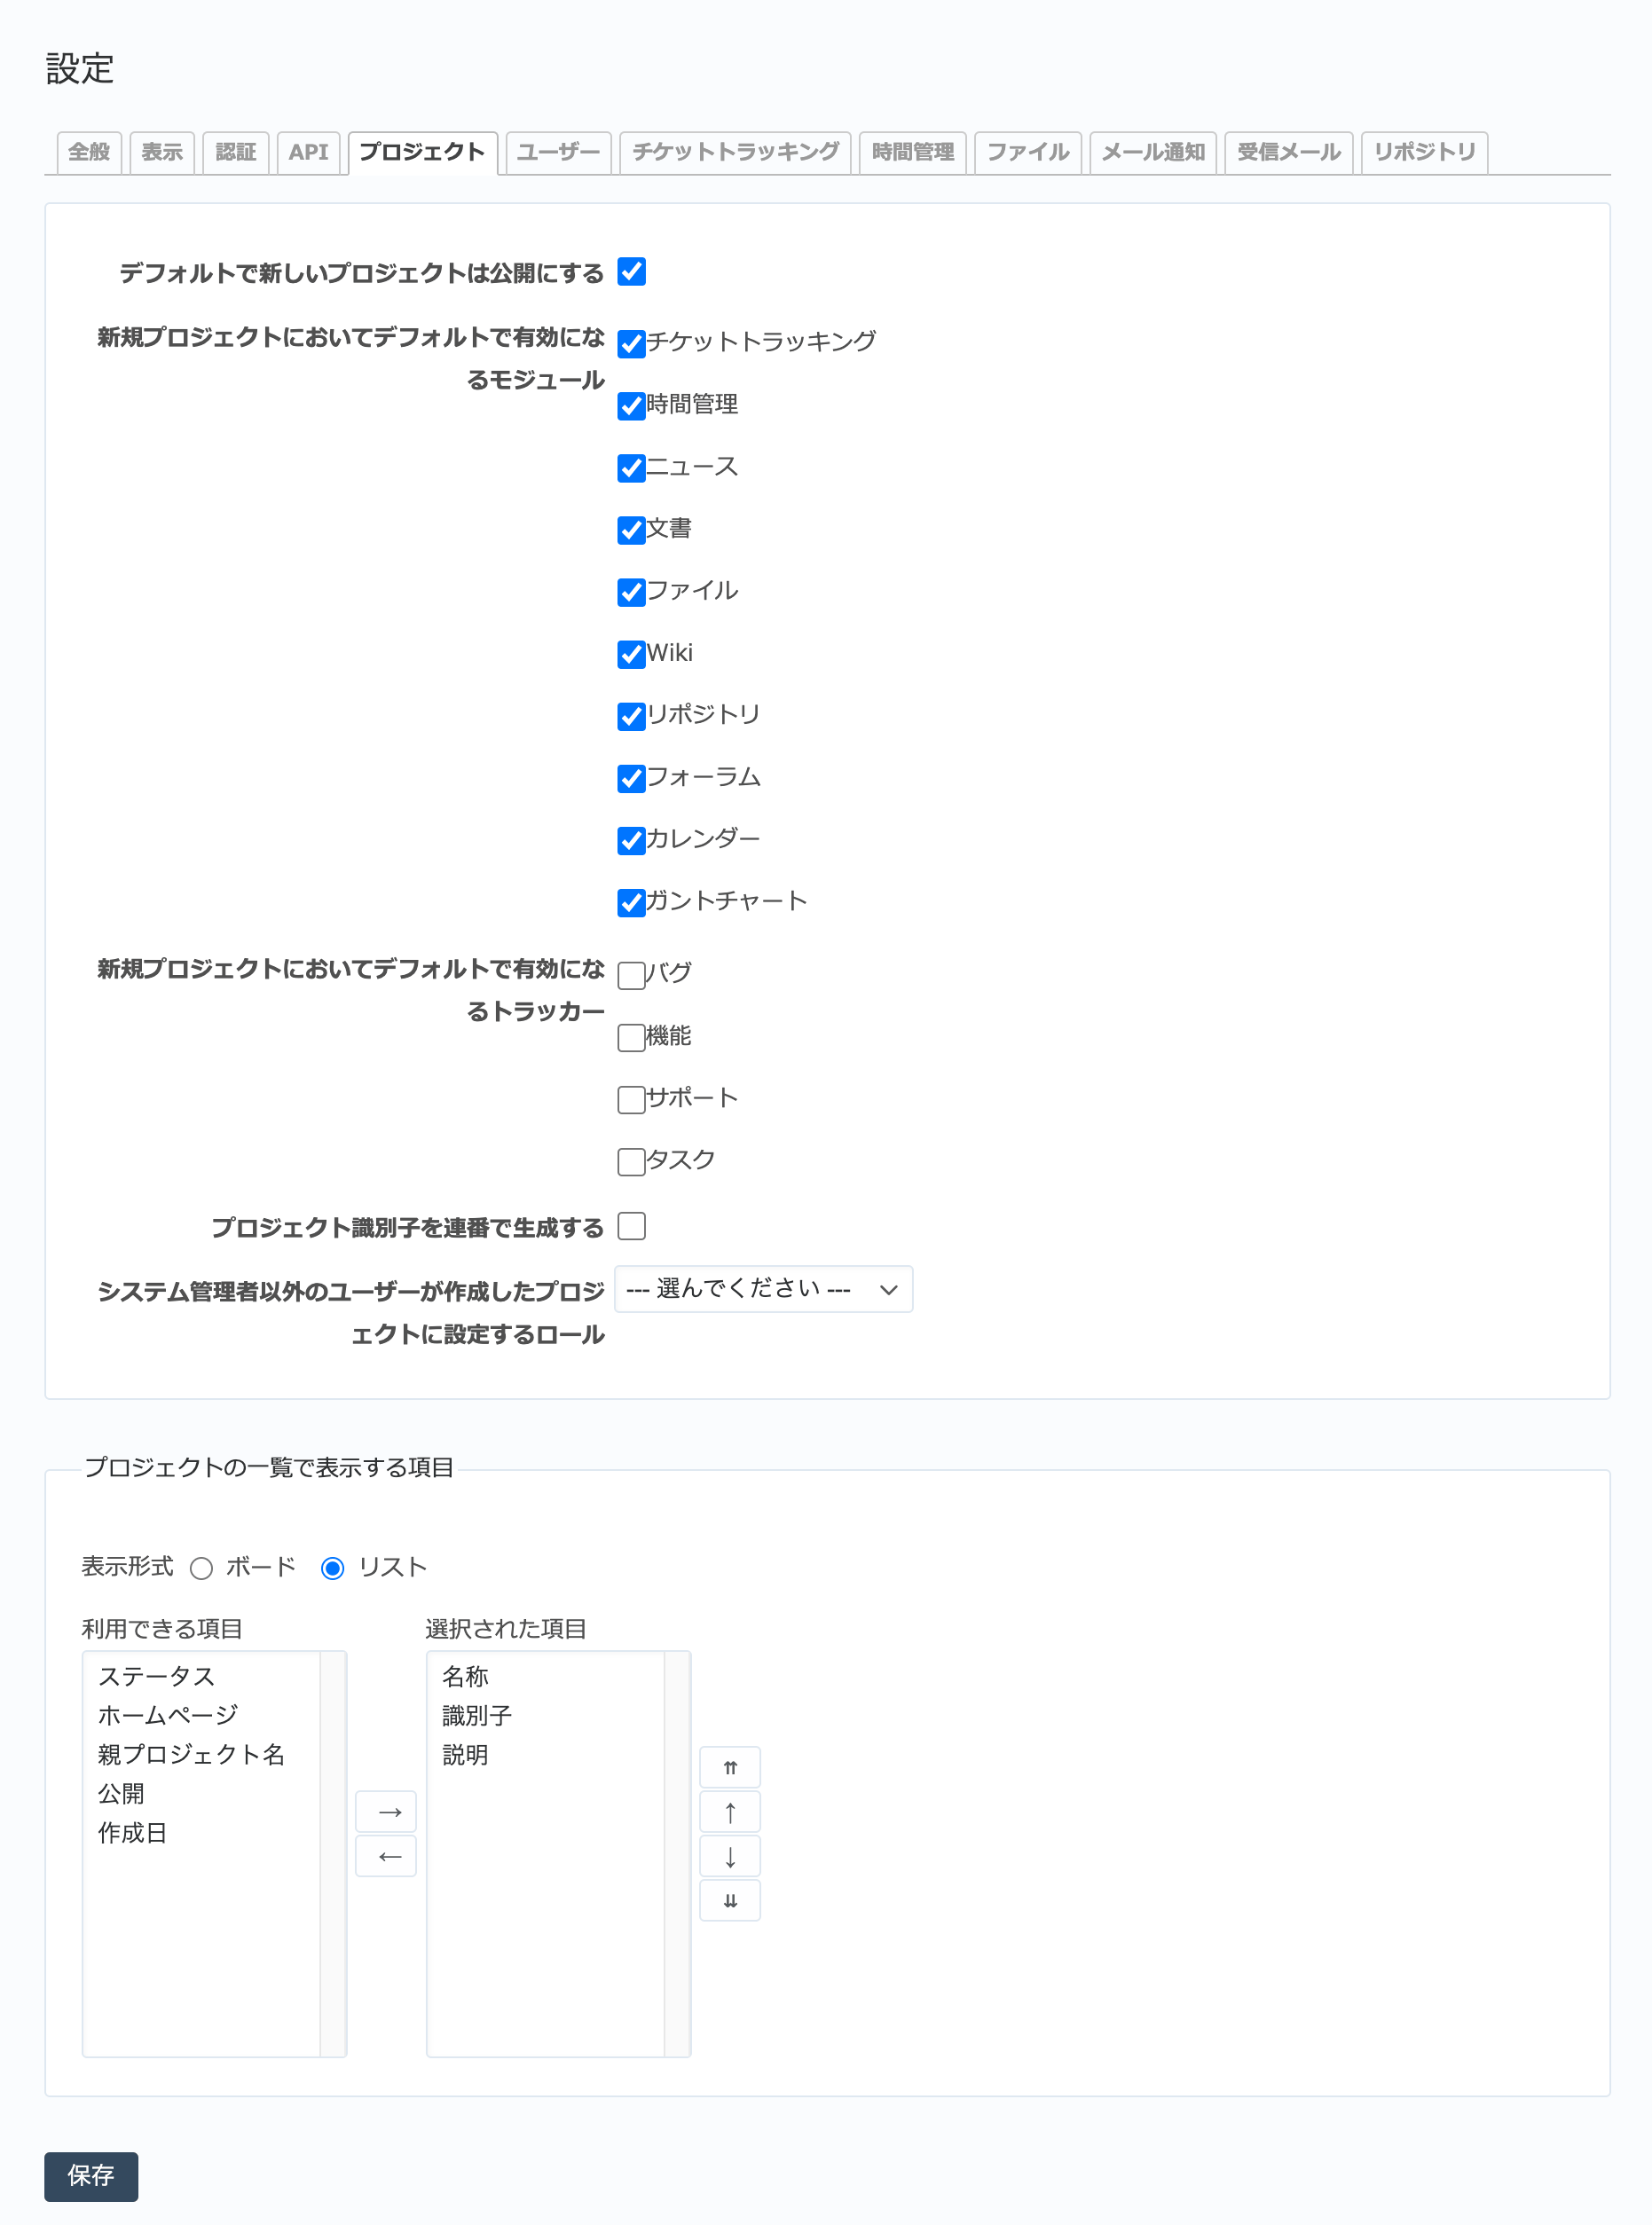 設定
全般 表示 認証 API プロジェクト ユーザー チケットトラッキング 時間管理 ファイル メール通知 受信メール リポジトリ
デフォルトで新しいプロジェクトは公開にする
新規プロジェクトにおいてデフォルトで有効にな
るモジュール
チケットトラッキング
時間管理
ニュース
文書
ファイル
Wiki
リポジトリ
フォーラム
カレンダー
ガントチャート
新規プロジェクトにおいてデフォルトで有効にな
るトラッカー
バグ
機能
サポート
タスク
プロジェクト識別子を連番で生成する
システム管理者以外のユーザーが作成したプロジ
ェクトに設定するロール
--- 選んでください ---
プロジェクトの一覧で表示する項目
表示形式 ボード リスト
利用できる項目
ステータス
ホームページ
親プロジェクト名
公開
作成日
→
←
選択された項目
名称
識別子
説明
⇈
↑
↓
⇊
保存